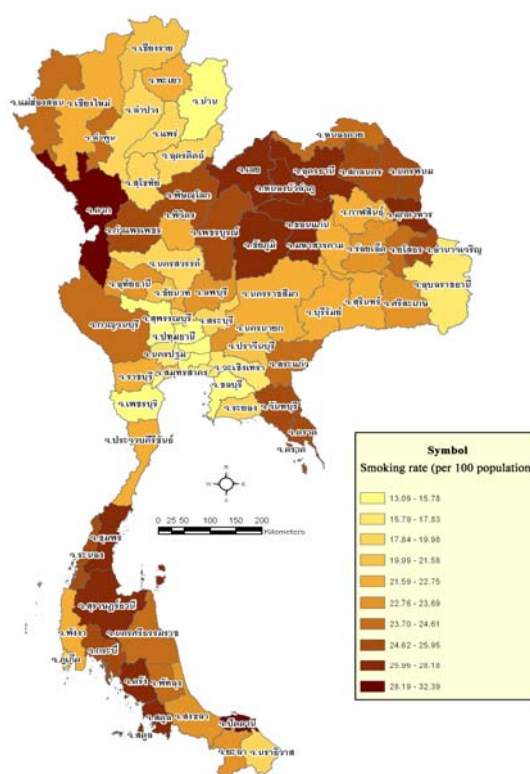 จ.เชียงราย
จ.พะเยา
จ.น่าน
จ.แม่ฮ่องสอน
จ.เชียงใหม่
จ.ลำปาง
จ.ลำพูน
จ.แพร่
จ.อุตรดิตถ์
จ.สุโขทัย
จ.ตาก
จ.พิษณุโลก
จ.กำแพงเพชร
จ.พิจิตร
จ.เพชรบูรณ์
จ.เลย
จ.หนองคาย
จ.อุดรธานี
จ.สกลนคร
จ.นครพนม
จ.หนองบัวลำภู
จ.ขอนแก่น
จ.กาฬสินธุ์
จ.มุกดาหาร
จ.ชัยภูมิ
จ.มหาสารคาม
จ.ร้อยเอ็ด
จ.ยโสธร
จ.อำนาจเจริญ
จ.อุบลราชธานี
จ.นครสวรรค์
จ.อุทัยธานี
จ.ชัยนาท
จ.ลพบุรี
จ.นครราชสีมา
จ.บุรีรัมย์
จ.สุรินทร์
จ.ศรีสะเกษ
จ.กาญจนบุรี
จ.สุพรรณบุรี
จ.สระบุรี
จ.นครนายก
จ.ปทุมธานี
จ.ปราจีนบุรี
จ.นครปฐม
จ.สระแก้ว
จ.ราชบุรี
จ.สมุทรสาคร
จ.ฉะเชิงเทรา
จ.ชลบุรี
จ.เพชรบุรี
จ.ระยอง
จ.จันทบุรี
จ.ตราด
จ.ตราด
จ.ประจวบคีรีขันธ์
จ.ชุมพร
จ.ระนอง
จ.สุราษฎร์ธานี
จ.พังงา
จ.นครศรีธรรมราช
จ.ภูเก็ต
จ.กระบี่
จ.ตรัง
จ.พัทลุง
จ.สตูล
จ.สตูล
จ.สงขลา
จ.ปัตตานี
จ.ยะลา
จ.นราธิวาส
N
W
E
S
0 25 50 100 150 200
Kilometers
Symbol
Smoking rate (per 100 population
13.09 - 15.78
15.79 - 17.83
17.84 - 19.98
19.99 - 21.58
21.59 - 22.75
22.76 - 23.69
23.70 - 24.61
24.62 - 25.95
25.96 - 28.18
28.19 - 32.39